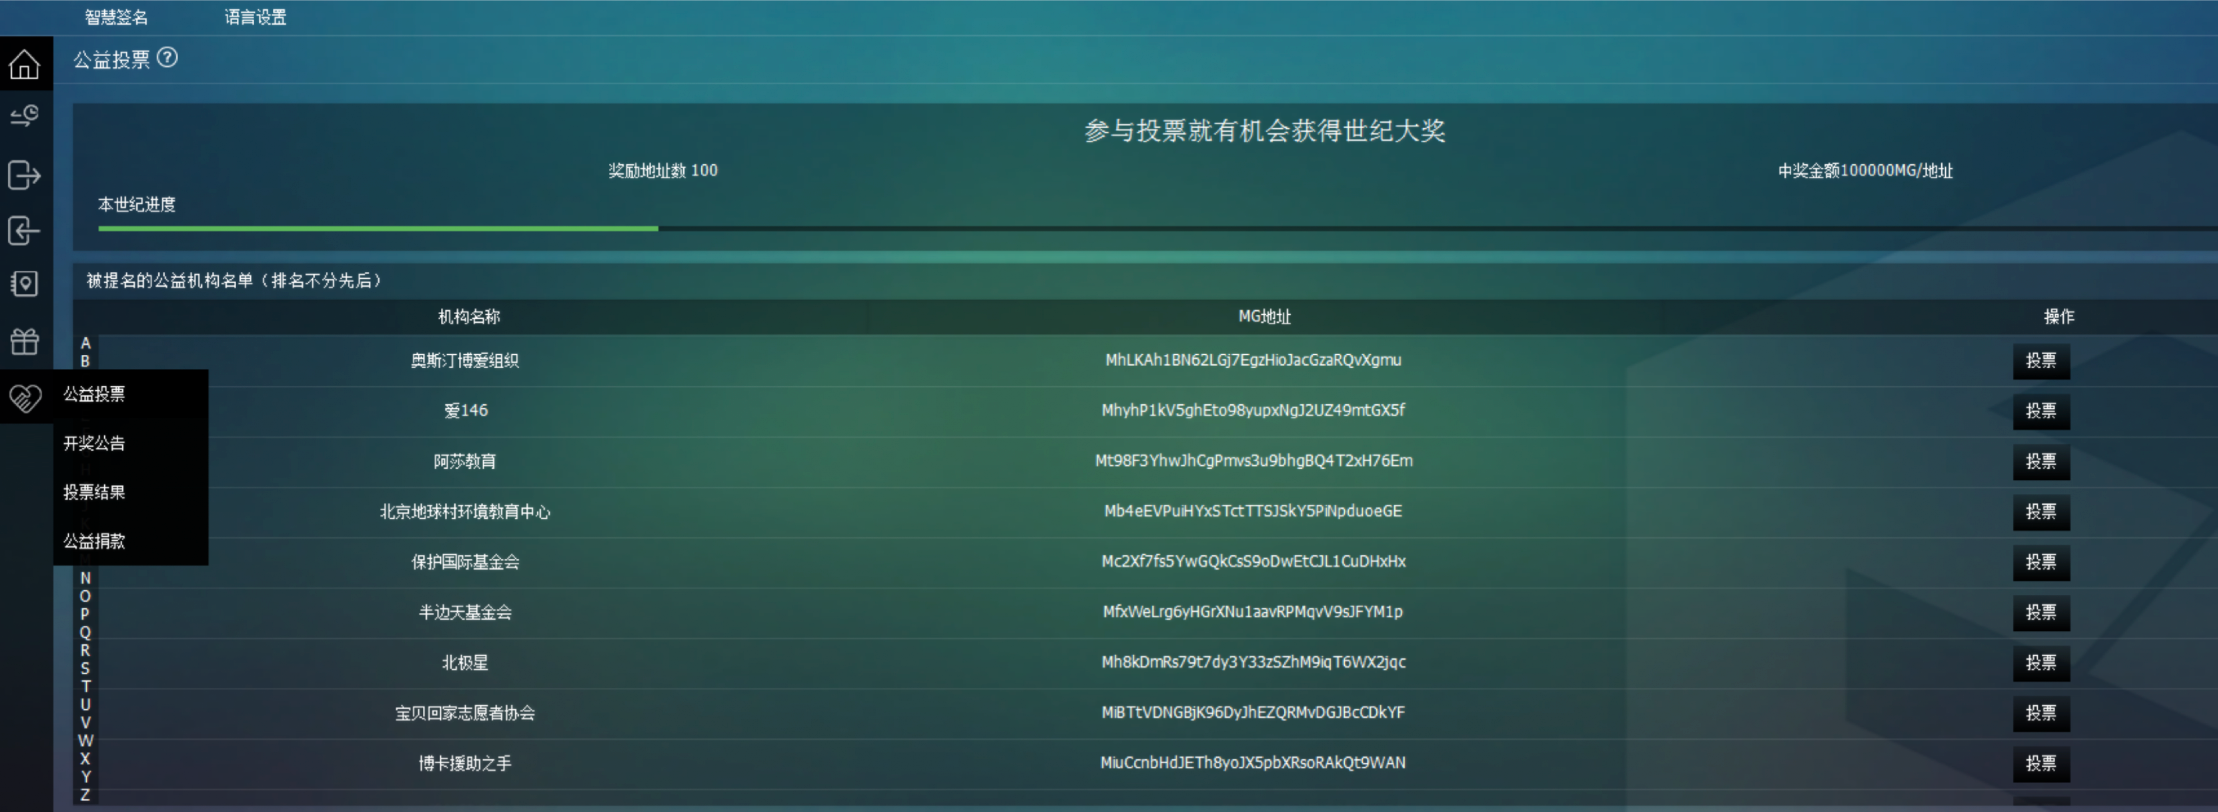 智慧签名 语言设置
公益投票 ?
参与投票就有机会获得世纪大奖
奖励地址数 100 中奖金额100000MG/地址
本世纪进度
被提名的公益机构名单（排名不分先后）
机构名称 MG地址 操作
A
B
奥斯汀博爱组织 MhLKAh1BN62LGj7EgzHioJacGzaRQvXgmu 投票
公益投票
爱146 MhyhP1kV5ghEto98yupxNgJ2UZ49mtGX5f 投票
开奖公告
阿莎教育 Mt98F3YhwJhCgPmvs3u9bhgBQ4T2xH76Em 投票
投票结果
北京地球村环境教育中心 Mb4eEVPuiHYxSTctTTSJSkY5PiNpduoeGE 投票
公益捐款
保护国际基金会 Mc2Xf7fs5YwGQkCsS9oDwEtCJL1CuDHxHx 投票
N
O
P
半边天基金会 MfxWeLrg6yHGrXNu1aavRPMqvV9sJFYM1p 投票
Q
R
S
北极星 Mh8kDmRs79t7dy3Y33zSZhM9iqT6WX2jqc 投票
T
U
V
宝贝回家志愿者协会 MiBTtVDNGBjK96DyJhEZQRMvDGJBcCDkYF 投票
W
X
Y
博卡援助之手 MiuCcnbHdJETh8yoJX5pbXRsoRAkQt9WAN 投票
Z